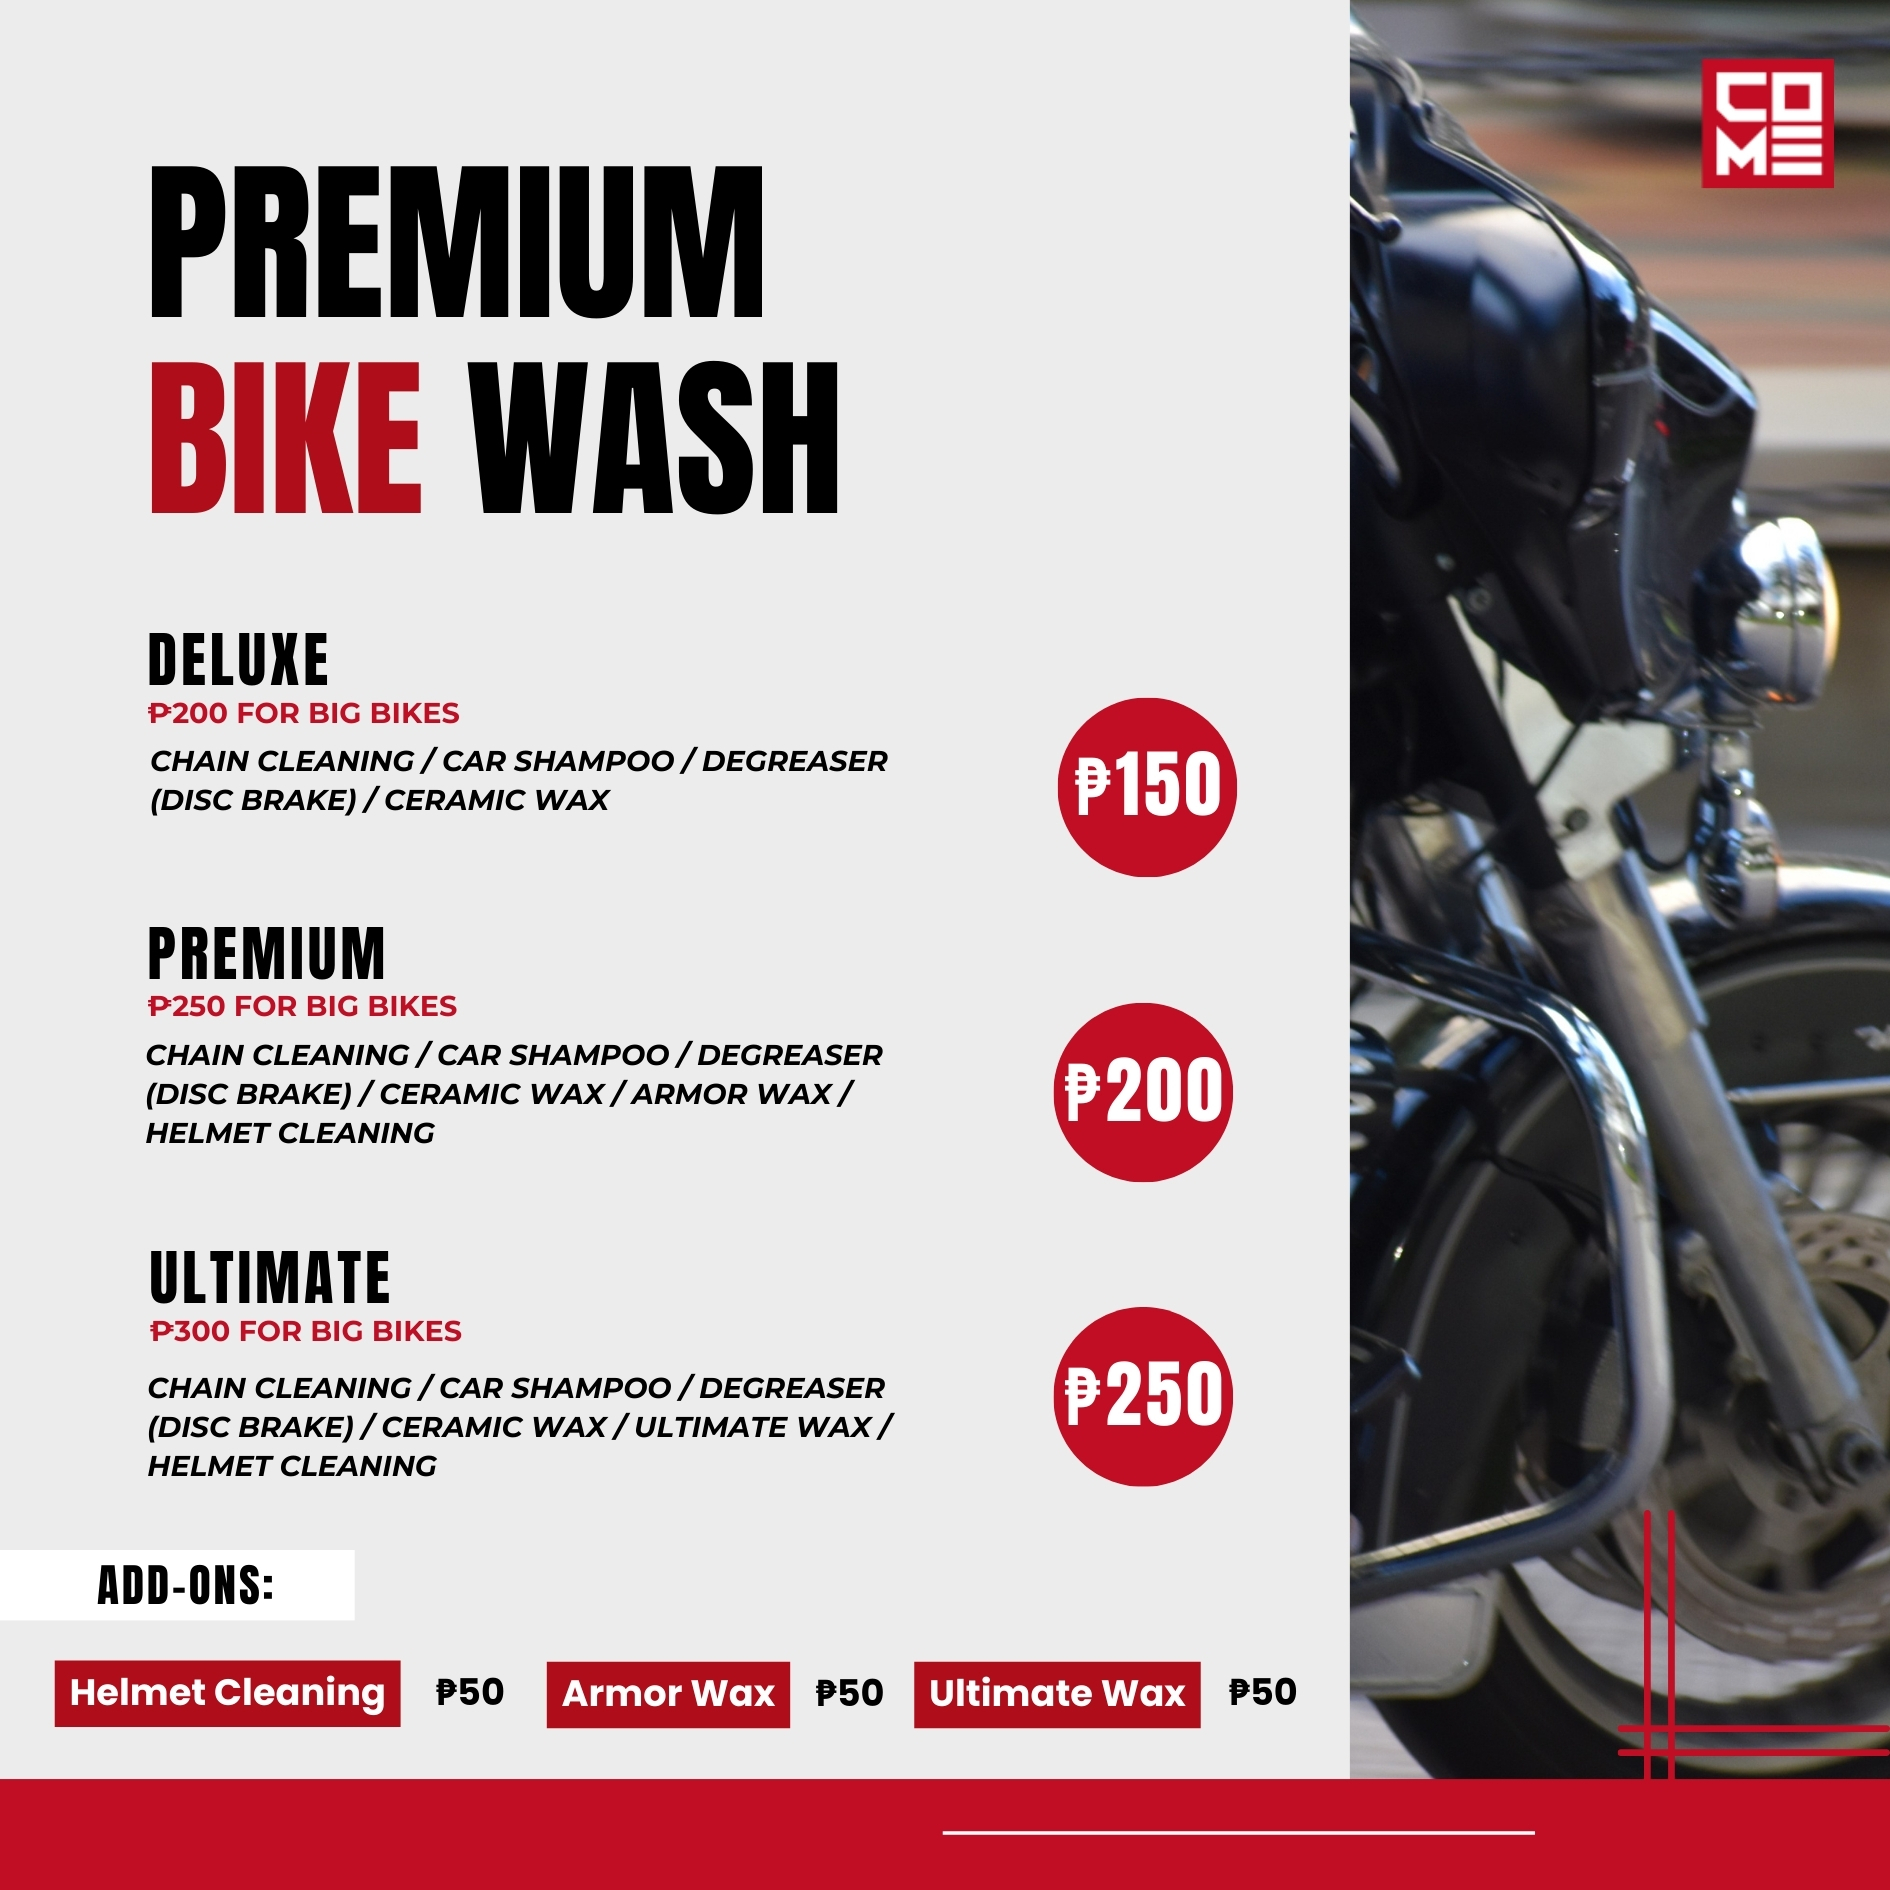 CO
ME
PREMIUM
BIKE WASH
DELUXE
₱200 FOR BIG BIKES
CHAIN CLEANING / CAR SHAMPOO / DEGREASER
(DISC BRAKE) / CERAMIC WAX
₱150
PREMIUM
₱250 FOR BIG BIKES
CHAIN CLEANING / CAR SHAMPOO / DEGREASER
(DISC BRAKE) / CERAMIC WAX / ARMOR WAX /
HELMET CLEANING
₱200
ULTIMATE
₱300 FOR BIG BIKES
CHAIN CLEANING / CAR SHAMPOO / DEGREASER
(DISC BRAKE) / CERAMIC WAX / ULTIMATE WAX /
HELMET CLEANING
₱250
ADD-ONS:
Helmet Cleaning ₱50 Armor Wax ₱50 Ultimate Wax ₱50